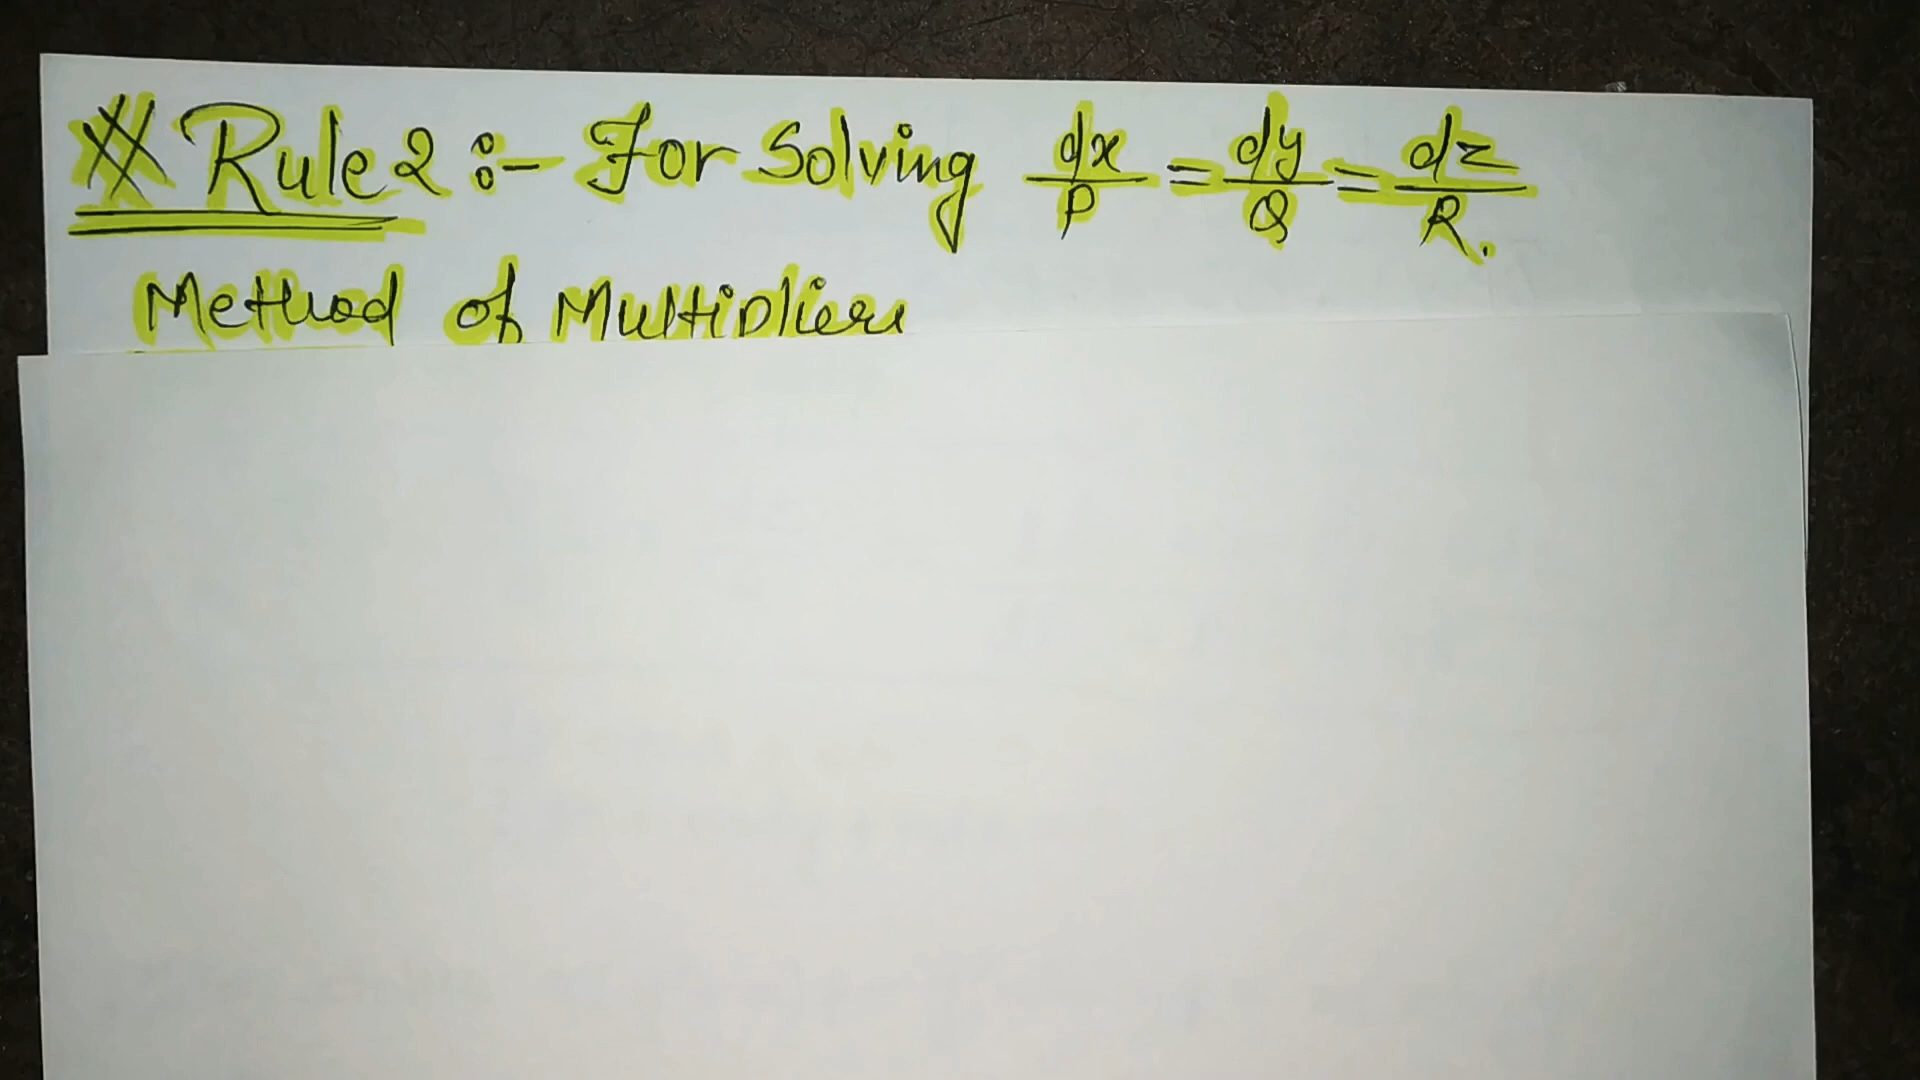 ※ Rule 2 :- For Solving dx/P = dy/Q = dz/R.
Method of Multipliers